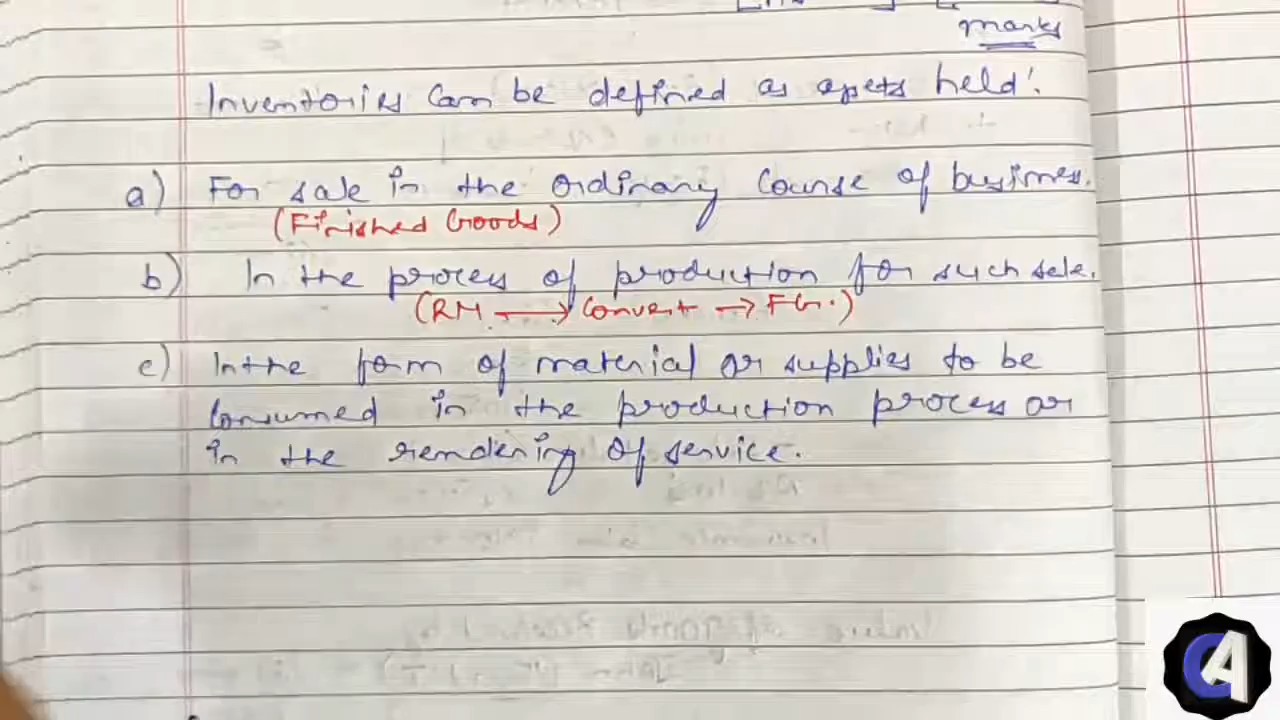 marks
Inventories can be defined as assets held:
a) For sale in the ordinary course of business.
(Finished Goods)
b) In the process of production for such sale.
(RM → Convert → FG.)
c) In the form of material or supplies to be
consumed in the production process or
in the rendering of service.
CA